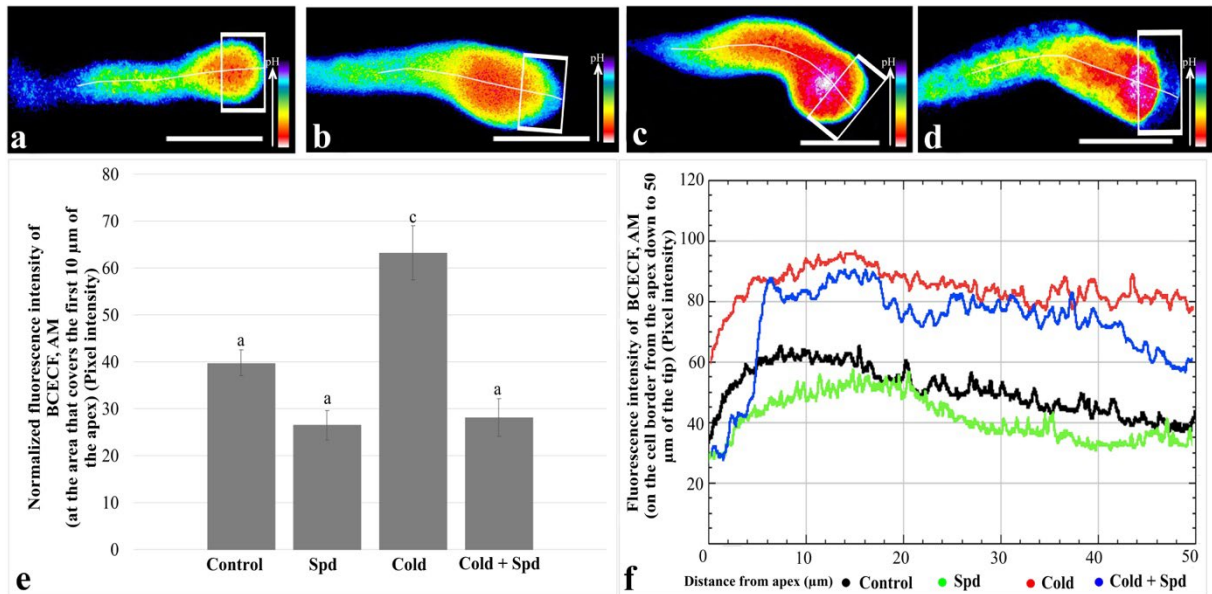 pH
a
pH
b
pH
c
pH
d
Normalized fluorescence intensity of
BCECF, AM
(at the area that covers the first 10 µm of
the apex) (Pixel intensity)
80
70
60
50
40
30
20
10
0
a
a
c
a
Control
Spd
Cold
Cold + Spd
e
Fluorescence intensity of BCECF, AM
(on the cell border from the apex down to 50
µm of the tip) (Pixel intensity)
120
100
80
60
40
20
0
0
10
20
30
40
50
Distance from apex (µm)
Control
Spd
Cold
Cold + Spd
f